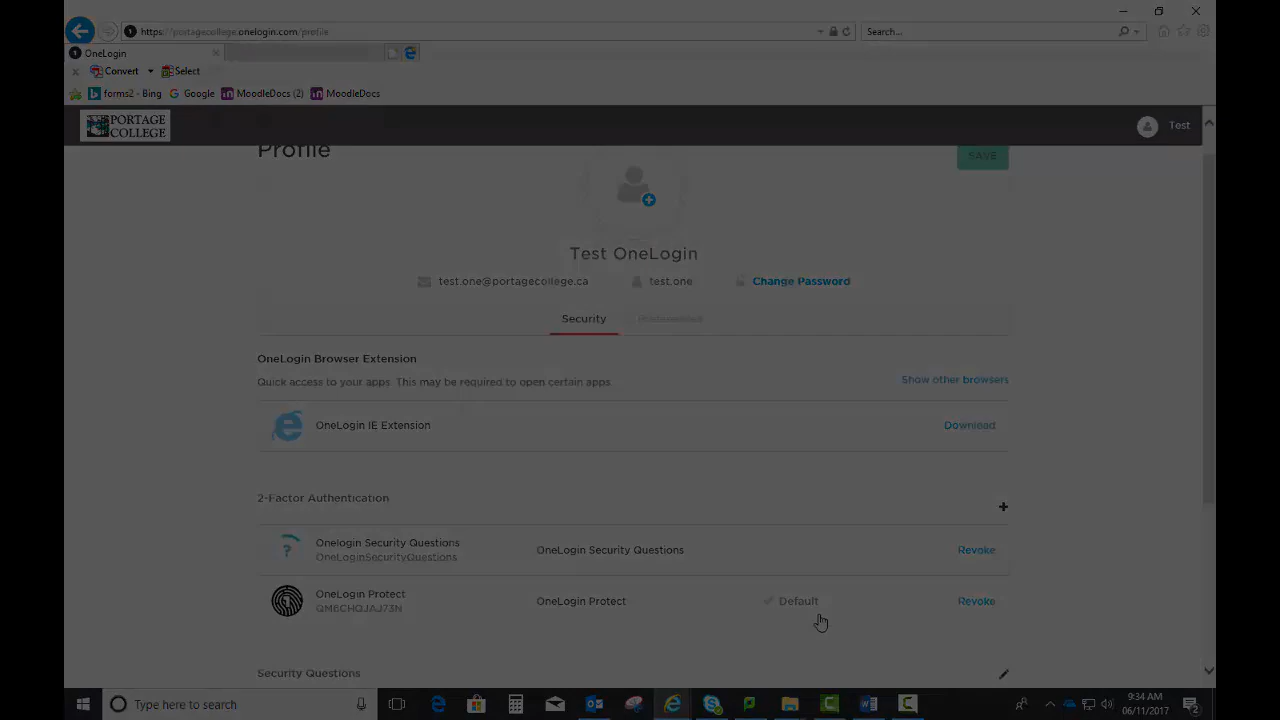 https://portagecollege.onelogin.com/profile
Search...
OneLogin
Convert
Select
forms2 - Bing
Google
MoodleDocs (2)
MoodleDocs
PORTAGE
COLLEGE
Test
Profile
SAVE
Test OneLogin
test.one@portagecollege.ca
test.one
Change Password
Security
OneLogin Browser Extension
Quick access to your apps. This may be required to open certain apps.
Show other browsers
OneLogin IE Extension
Download
2-Factor Authentication
+
Onelogin Security Questions
OneLoginSecurityQuestions
OneLogin Security Questions
Revoke
OneLogin Protect
QM6CHQJAJ73N
OneLogin Protect
Default
Revoke
Security Questions
Type here to search
9:34 AM
06/11/2017